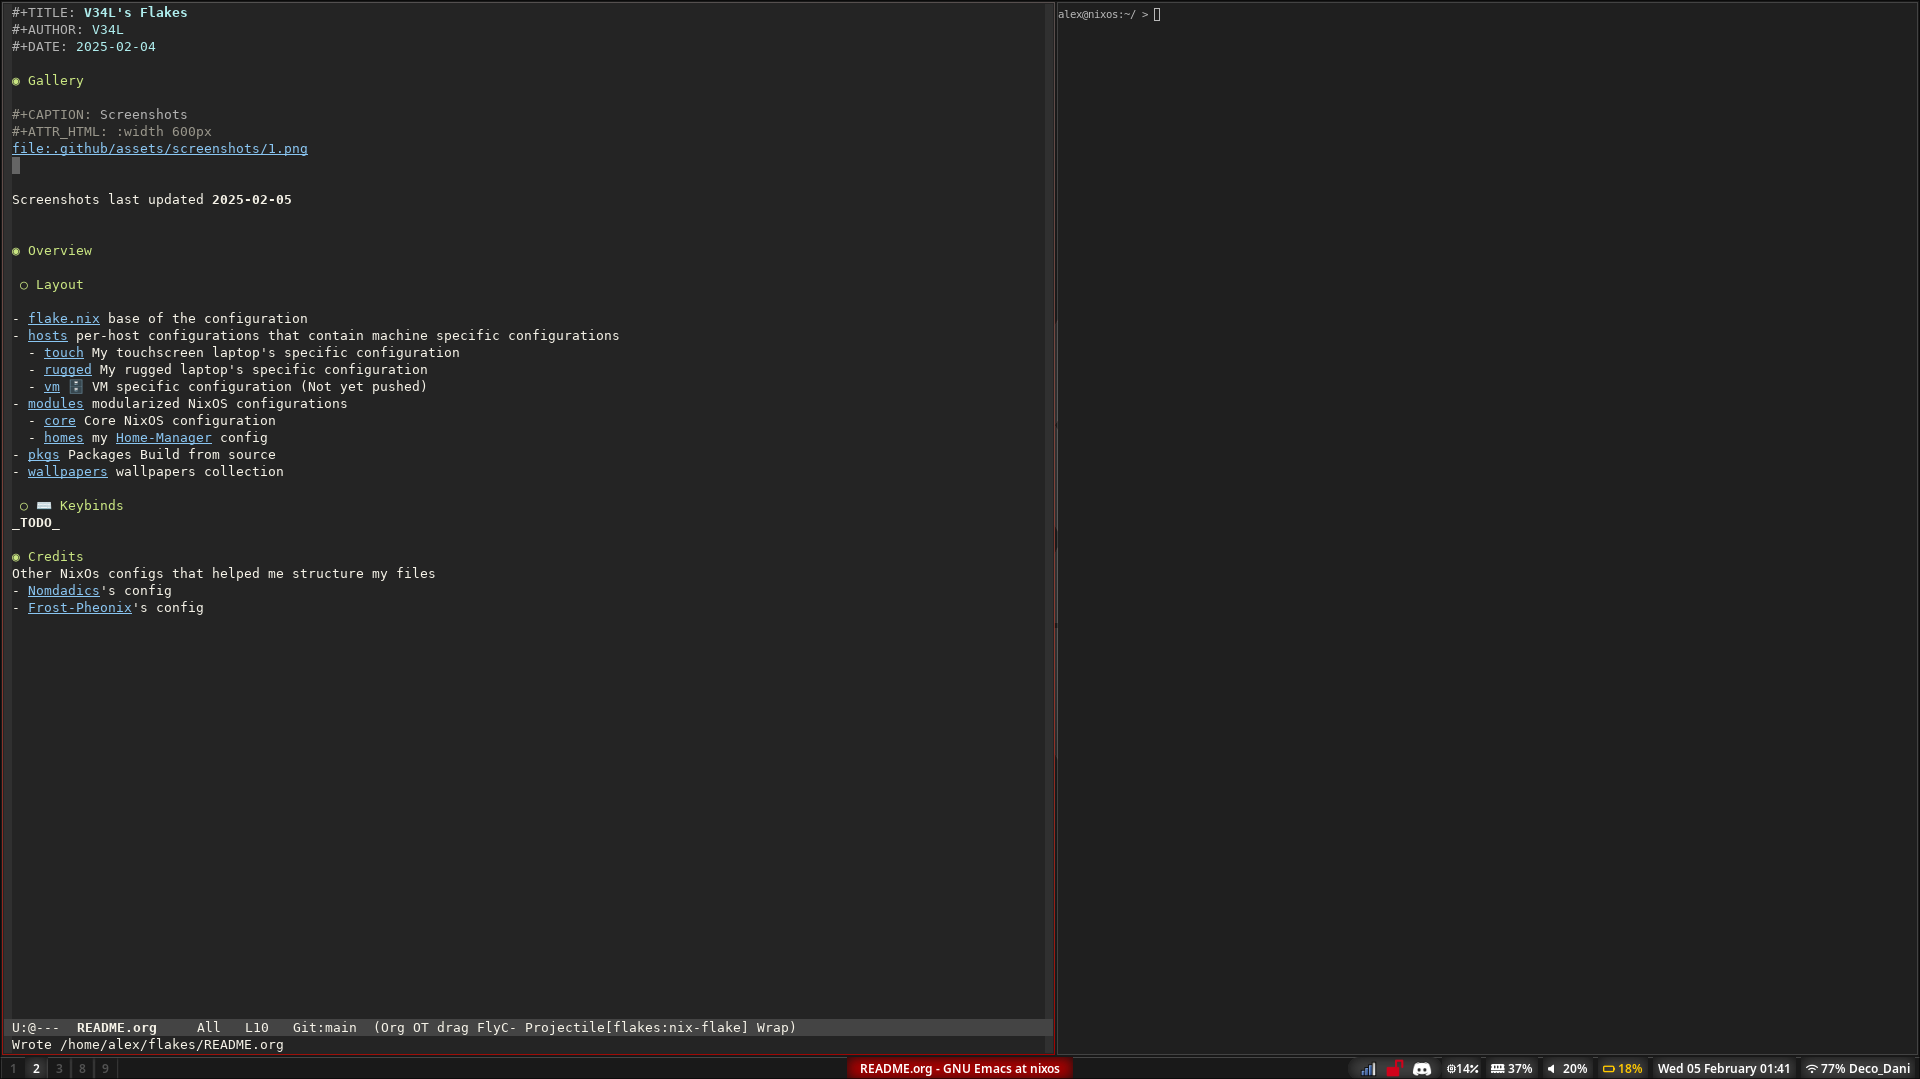 #+TITLE: V34L's Flakes
#+AUTHOR: V34L
#+DATE: 2025-02-04
◉ Gallery
#+CAPTION: Screenshots
#+ATTR_HTML: :width 600px
file:.github/assets/screenshots/1.png
Screenshots last updated 2025-02-05
◉ Overview
○ Layout
- flake.nix base of the configuration
- hosts per-host configurations that contain machine specific configurations
- touch My touchscreen laptop's specific configuration
- rugged My rugged laptop's specific configuration
- vm 🎚 VM specific configuration (Not yet pushed)
- modules modularized NixOS configurations
- core Core NixOS configuration
- homes my Home-Manager config
- pkgs Packages Build from source
- wallpapers wallpapers collection
○ ⌨ Keybinds
_TODO_
◉ Credits
Other NixOs configs that helped me structure my files
- Nomdadics's config
- Frost-Pheonix's config
U:@--- README.org All L10 Git:main (Org OT drag FlyC- Projectile[flakes:nix-flake] Wrap)
Wrote /home/alex/flakes/README.org
alex@nixos:~/ >
1 2 3 8 9 README.org - GNU Emacs at nixos 14% 37% 20% 18% Wed 05 February 01:41 77% Deco_Dani